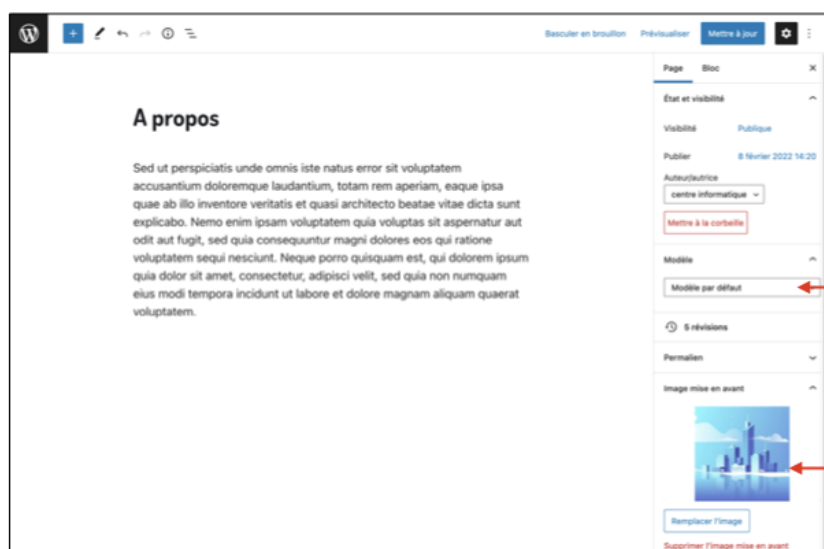 Basculer en brouillon Prévisualiser Mettre à jour
Page Bloc
État et visibilité
Visibilité Publique
Publier 8 février 2022 14:20
Auteur/autrice
centre informatique
Mettre à la corbeille
Modèle
Modèle par défaut
5 révisions
Permalien
Image mise en avant
Remplacer l'image
Supprimer l'image mise en avant
A propos
Sed ut perspiciatis unde omnis iste natus error sit voluptatem
accusantium doloremque laudantium, totam rem aperiam, eaque ipsa
quae ab illo inventore veritatis et quasi architecto beatae vitae dicta sunt
explicabo. Nemo enim ipsam voluptatem quia voluptas sit aspernatur aut
odit aut fugit, sed quia consequuntur magni dolores eos qui ratione
voluptatem sequi nesciunt. Neque porro quisquam est, qui dolorem ipsum
quia dolor sit amet, consectetur, adipisci velit, sed quia non numquam
eius modi tempora incidunt ut labore et dolore magnam aliquam quaerat
voluptatem.